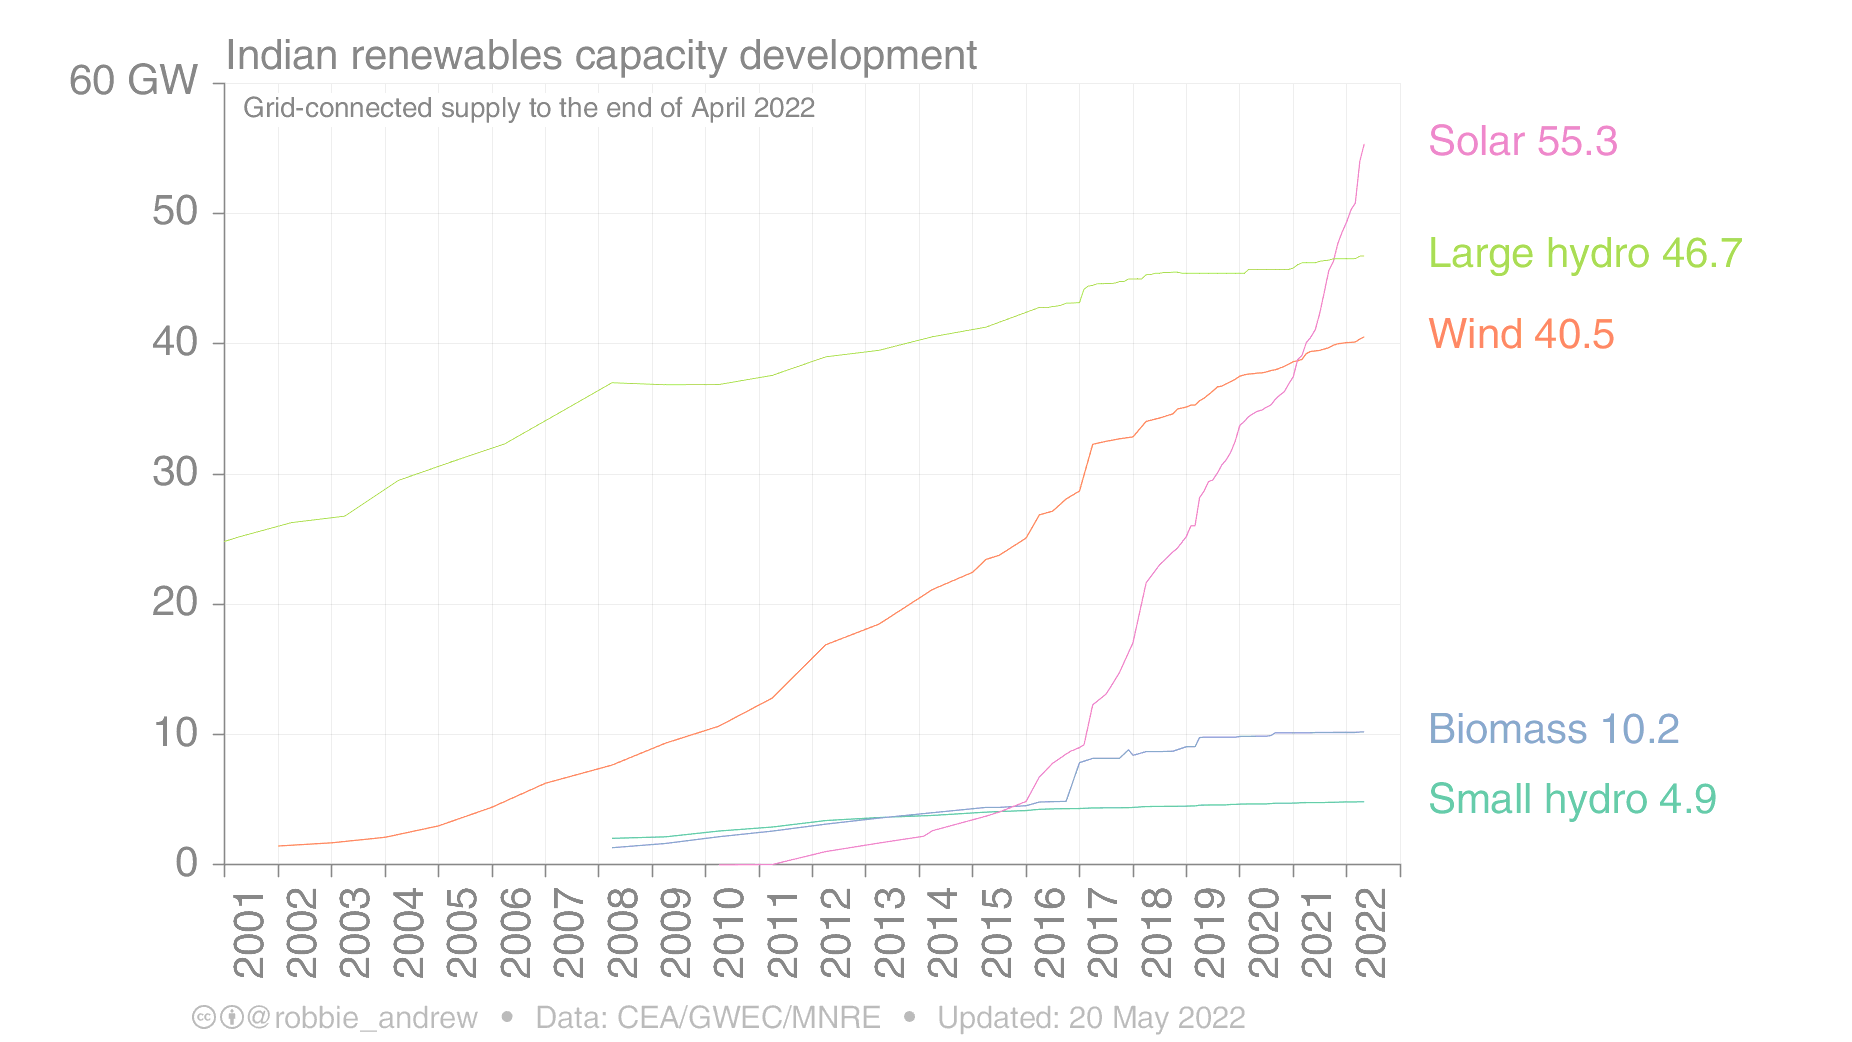 Indian renewables capacity development
60 GW
Grid-connected supply to the end of April 2022
50
40
30
20
10
0
Solar 55.3
Large hydro 46.7
Wind 40.5
Biomass 10.2
Small hydro 4.9
2001 2002 2003 2004 2005 2006 2007 2008 2009 2010 2011 2012 2013 2014 2015 2016 2017 2018 2019 2020 2021 2022
cc @robbie_andrew • Data: CEA/GWEC/MNRE • Updated: 20 May 2022